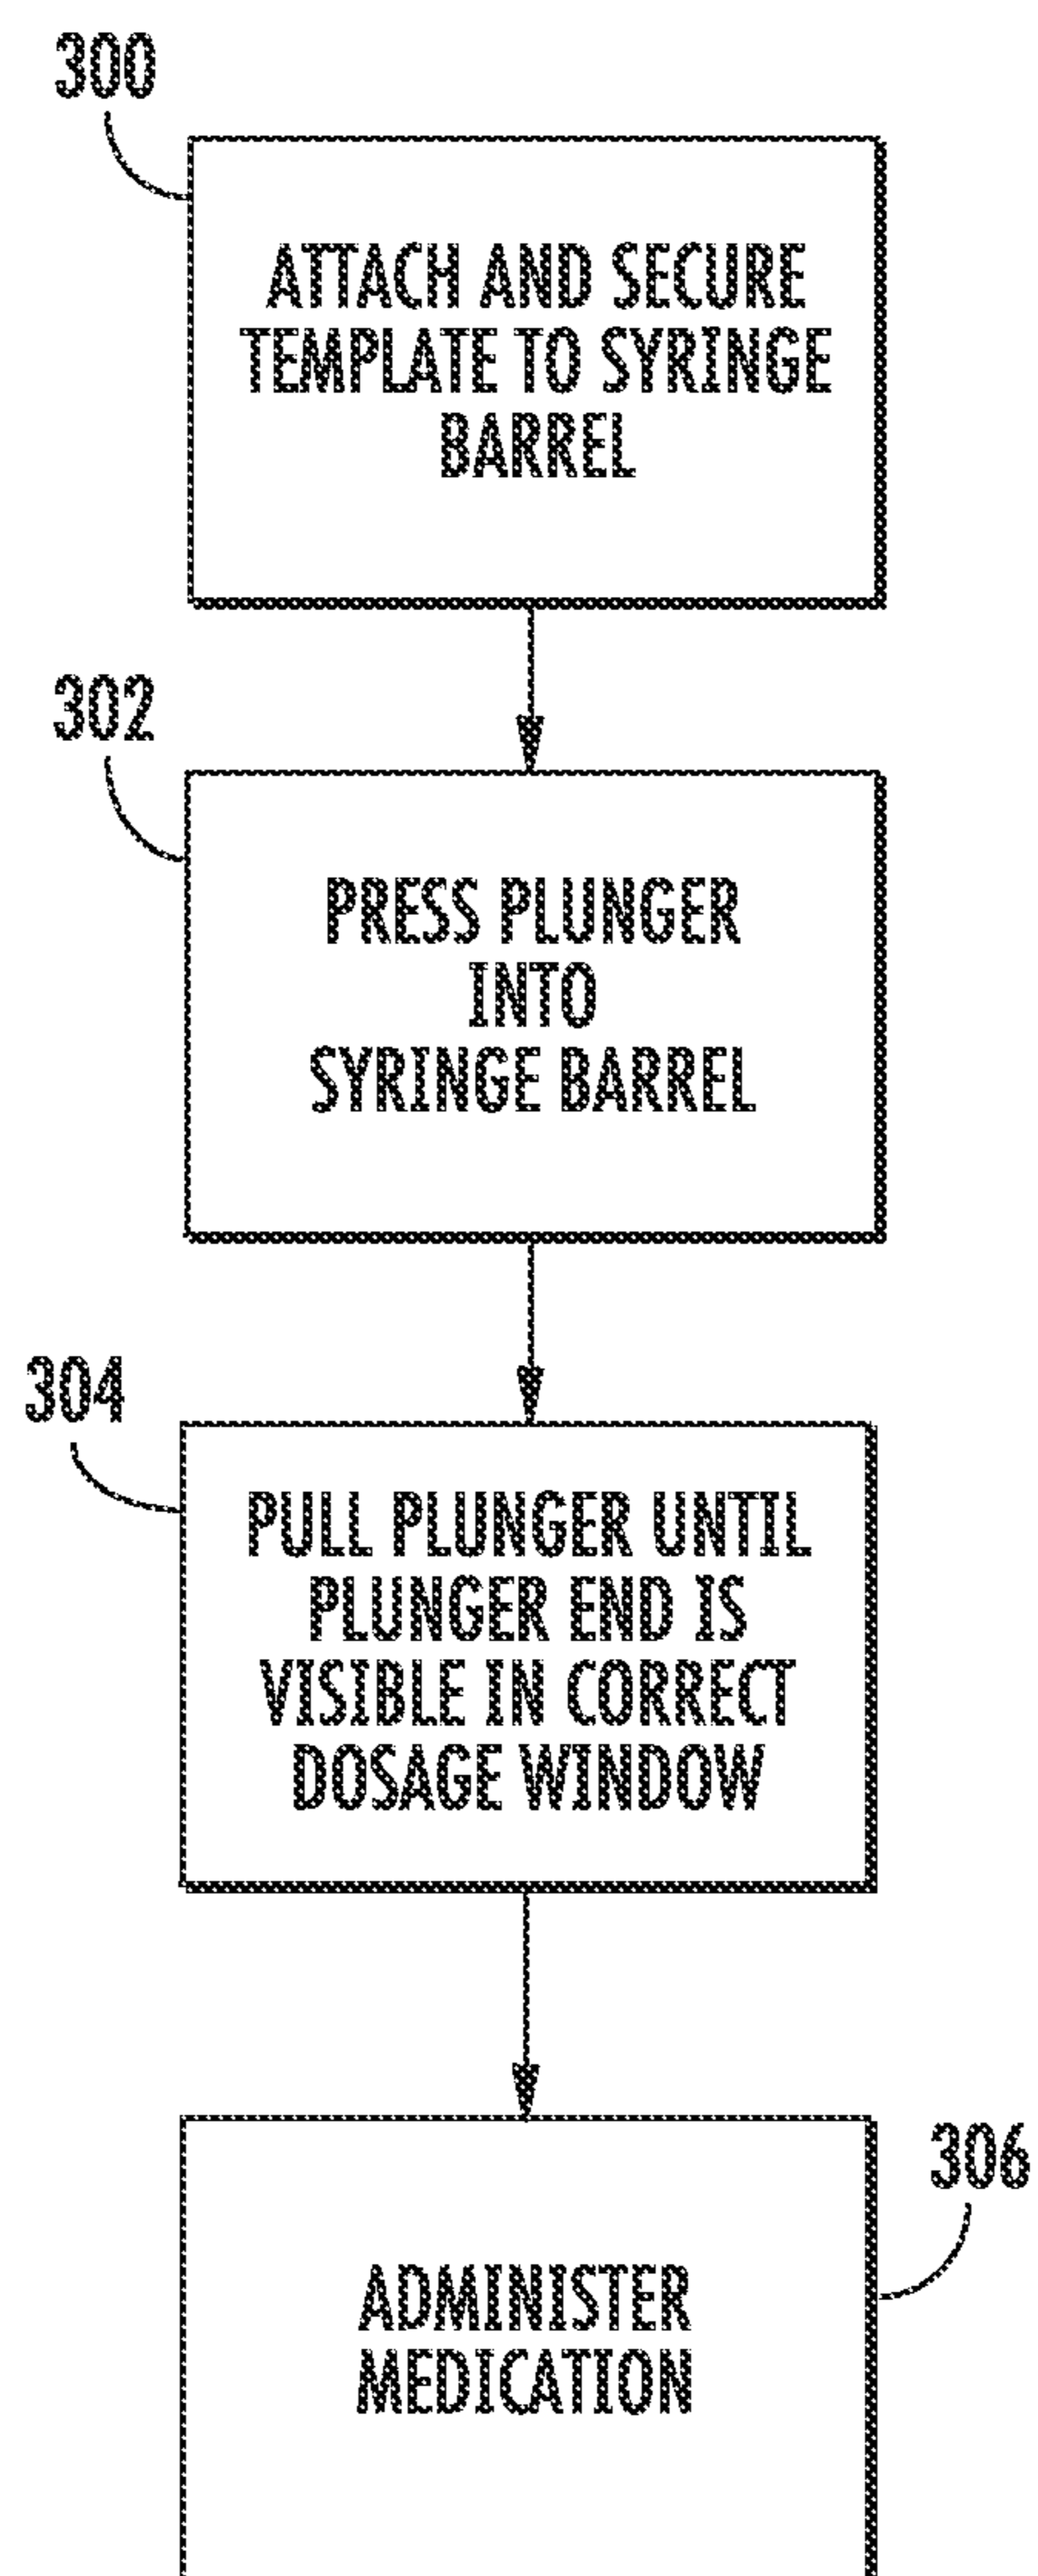 300
ATTACH AND SECURE
TEMPLATE TO SYRINGE
BARREL
302
PRESS PLUNGER
INTO
SYRINGE BARREL
304
PULL PLUNGER UNTIL
PLUNGER END IS
VISIBLE IN CORRECT
DOSAGE WINDOW
306
ADMINISTER
MEDICATION